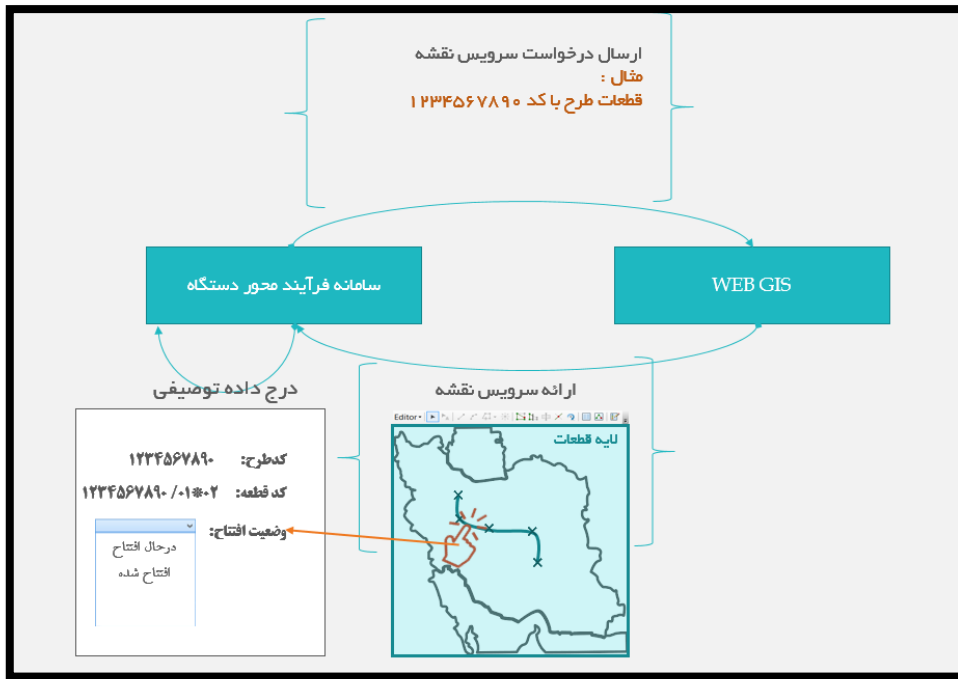 ارسال درخواست سرویس نقشه
مثال :
قطعات طرح با کد ۱۲۳۴۵۶۷۸۹۰
سامانه فرآیند محور دستگاه
WEB GIS
درج داده توصیفی
ارائه سرویس نقشه
Editor
لایه قطعات
کدطرح: ۱۲۳۴۵۶۷۸۹۰
کد قطعه: ۰۲*۰۱/ ۱۲۳۴۵۶۷۸۹۰
وضعیت افتتاح:
درحال افتتاح
افتتاح شده